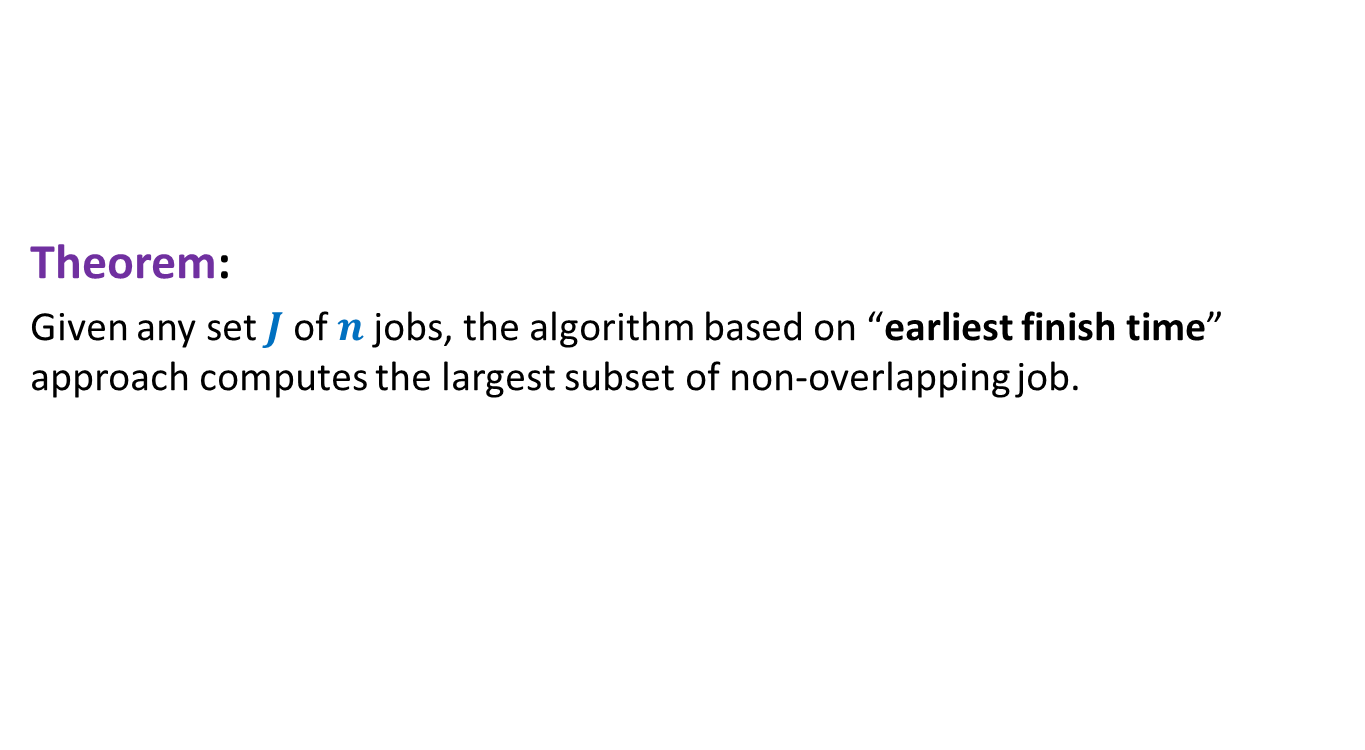 Theorem:
Given any set J of n jobs, the algorithm based on “earliest finish time”
approach computes the largest subset of non-overlapping job.